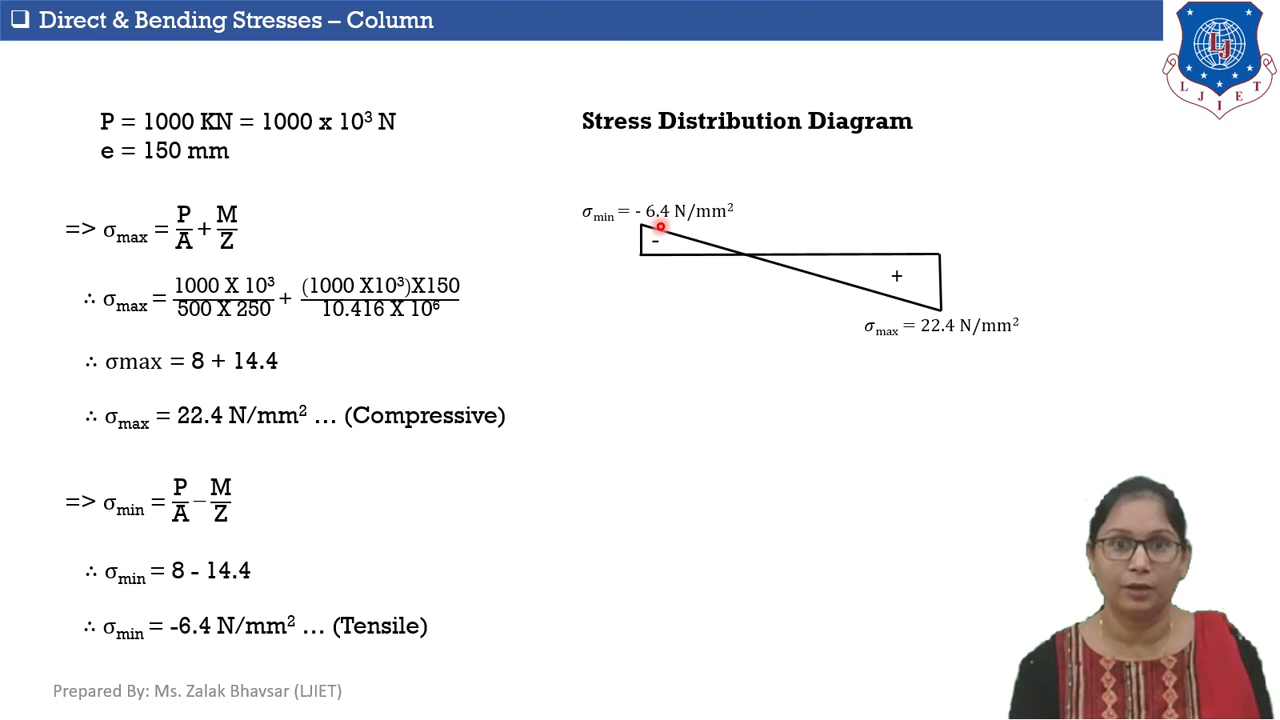 ❑ Direct & Bending Stresses – Column
L J I E T
LJ
P = 1000 KN = 1000 x 10³ N
e = 150 mm
Stress Distribution Diagram
=> σmax = P/A + M/Z
∴ σmax = 1000 X 10³/500 X 250 + (1000 X10³)X150/10.416 X 10⁶
∴ σmax = 8 + 14.4
∴ σmax = 22.4 N/mm² … (Compressive)
=> σmin = P/A − M/Z
∴ σmin = 8 - 14.4
∴ σmin = -6.4 N/mm² … (Tensile)
σmin = - 6.4 N/mm²
-
+
σmax = 22.4 N/mm²
Prepared By: Ms. Zalak Bhavsar (LJIET)